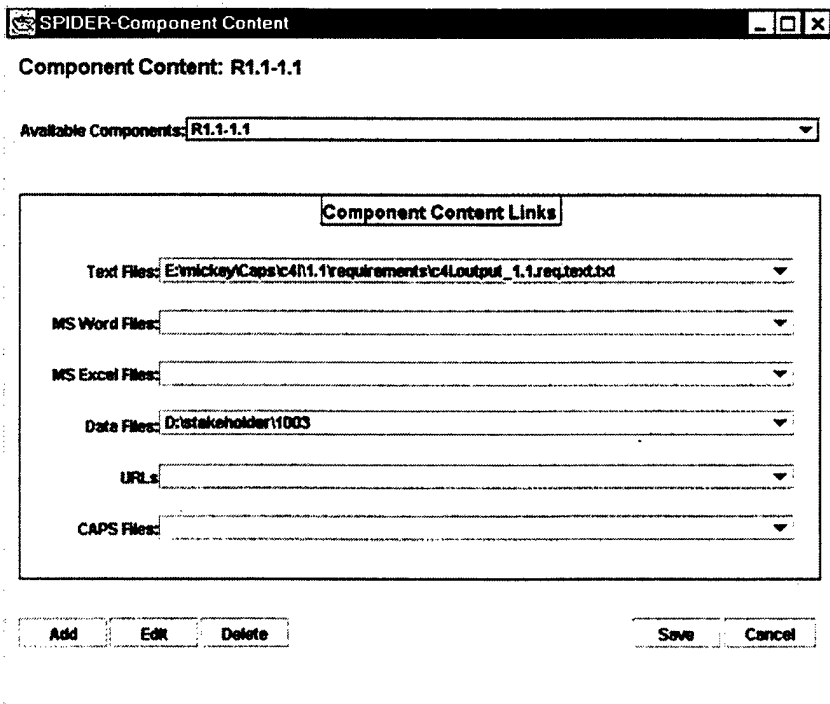 SPIDER-Component Content
Component Content: R1.1-1.1
Available Components: R1.1-1.1
Component Content Links
Text Files: E:\mickey\Caps\c4I\1.1\requirements\c4I.output_1.1.req.text.txt
MS Word Files:
MS Excel Files:
Data Files: D:\stakeholder\1003
URLs
CAPS Files:
Add Edit Delete Save Cancel